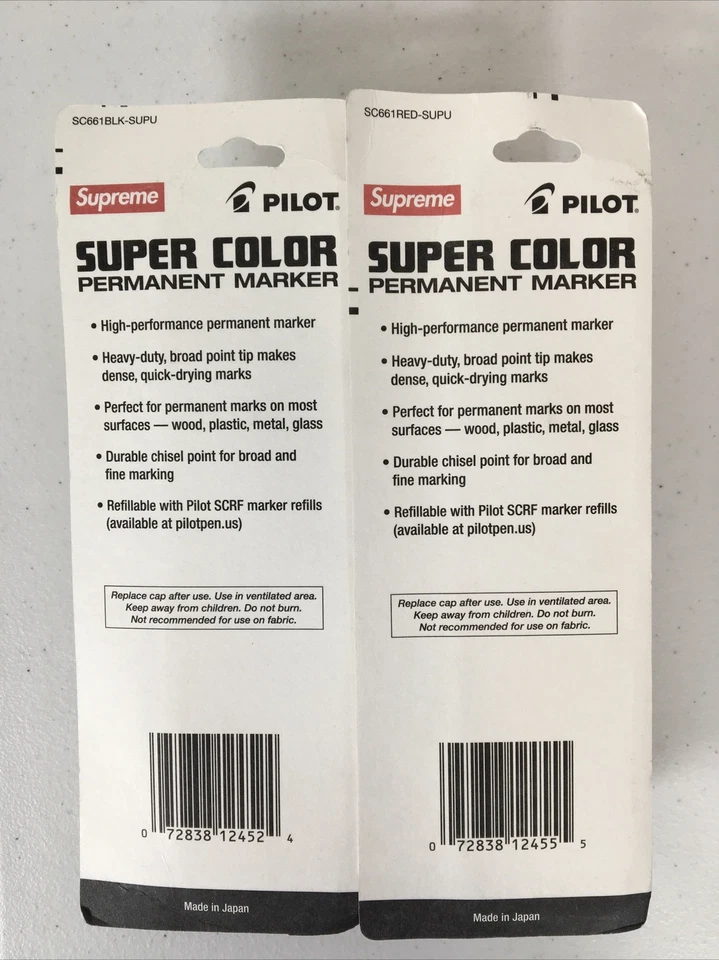 SC661BLK-SUPU
Supreme
PILOT®
SUPER COLOR
PERMANENT MARKER
• High-performance permanent marker
• Heavy-duty, broad point tip makes
dense, quick-drying marks
• Perfect for permanent marks on most
surfaces — wood, plastic, metal, glass
• Durable chisel point for broad and
fine marking
• Refillable with Pilot SCRF marker refills
(available at pilotpen.us)
Replace cap after use. Use in ventilated area.
Keep away from children. Do not burn.
Not recommended for use on fabric.
0 72838 12452 4
Made in Japan
SC661RED-SUPU
Supreme
PILOT®
SUPER COLOR
PERMANENT MARKER
• High-performance permanent marker
• Heavy-duty, broad point tip makes
dense, quick-drying marks
• Perfect for permanent marks on most
surfaces — wood, plastic, metal, glass
• Durable chisel point for broad and
fine marking
• Refillable with Pilot SCRF marker refills
(available at pilotpen.us)
Replace cap after use. Use in ventilated area.
Keep away from children. Do not burn.
Not recommended for use on fabric.
0 72838 12455 5
Made in Japan